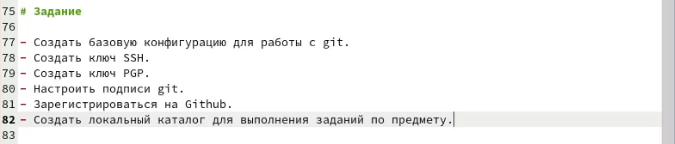 75 # Задание
76
77 - Создать базовую конфигурацию для работы с git.
78 - Создать ключ SSH.
79 - Создать ключ PGP.
80 - Настроить подписи git.
81 - Зарегистрироваться на Github.
82 - Создать локальный каталог для выполнения заданий по предмету.
83